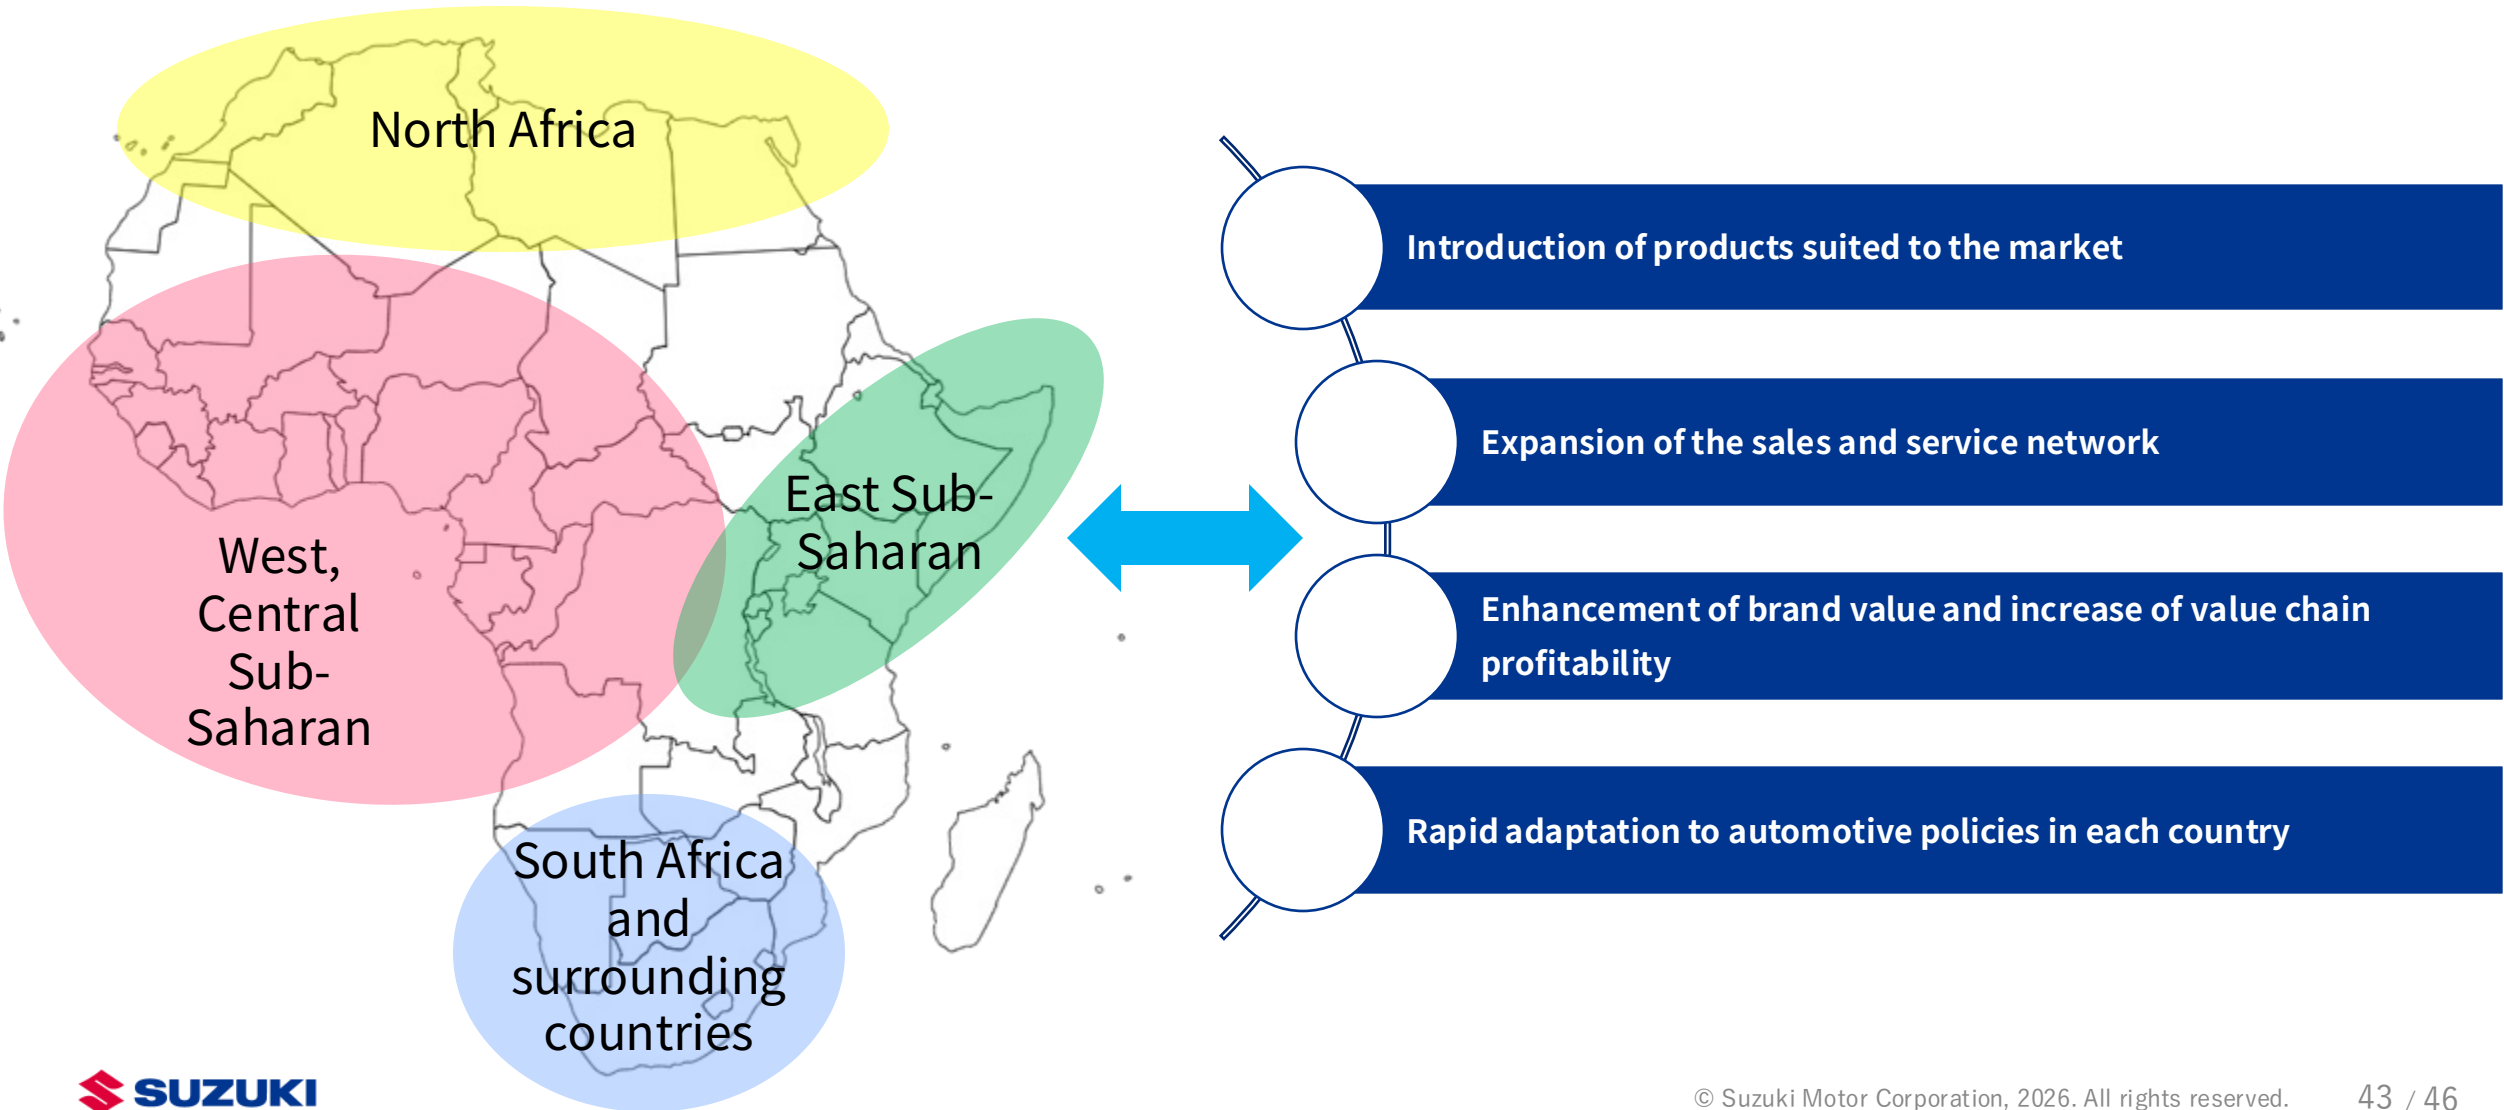 North Africa
West,
Central
Sub-
Saharan
East Sub-
Saharan
South Africa
and
surrounding
countries
Introduction of products suited to the market
Expansion of the sales and service network
Enhancement of brand value and increase of value chain
profitability
Rapid adaptation to automotive policies in each country
SUZUKI
© Suzuki Motor Corporation, 2026. All rights reserved.
43 / 46